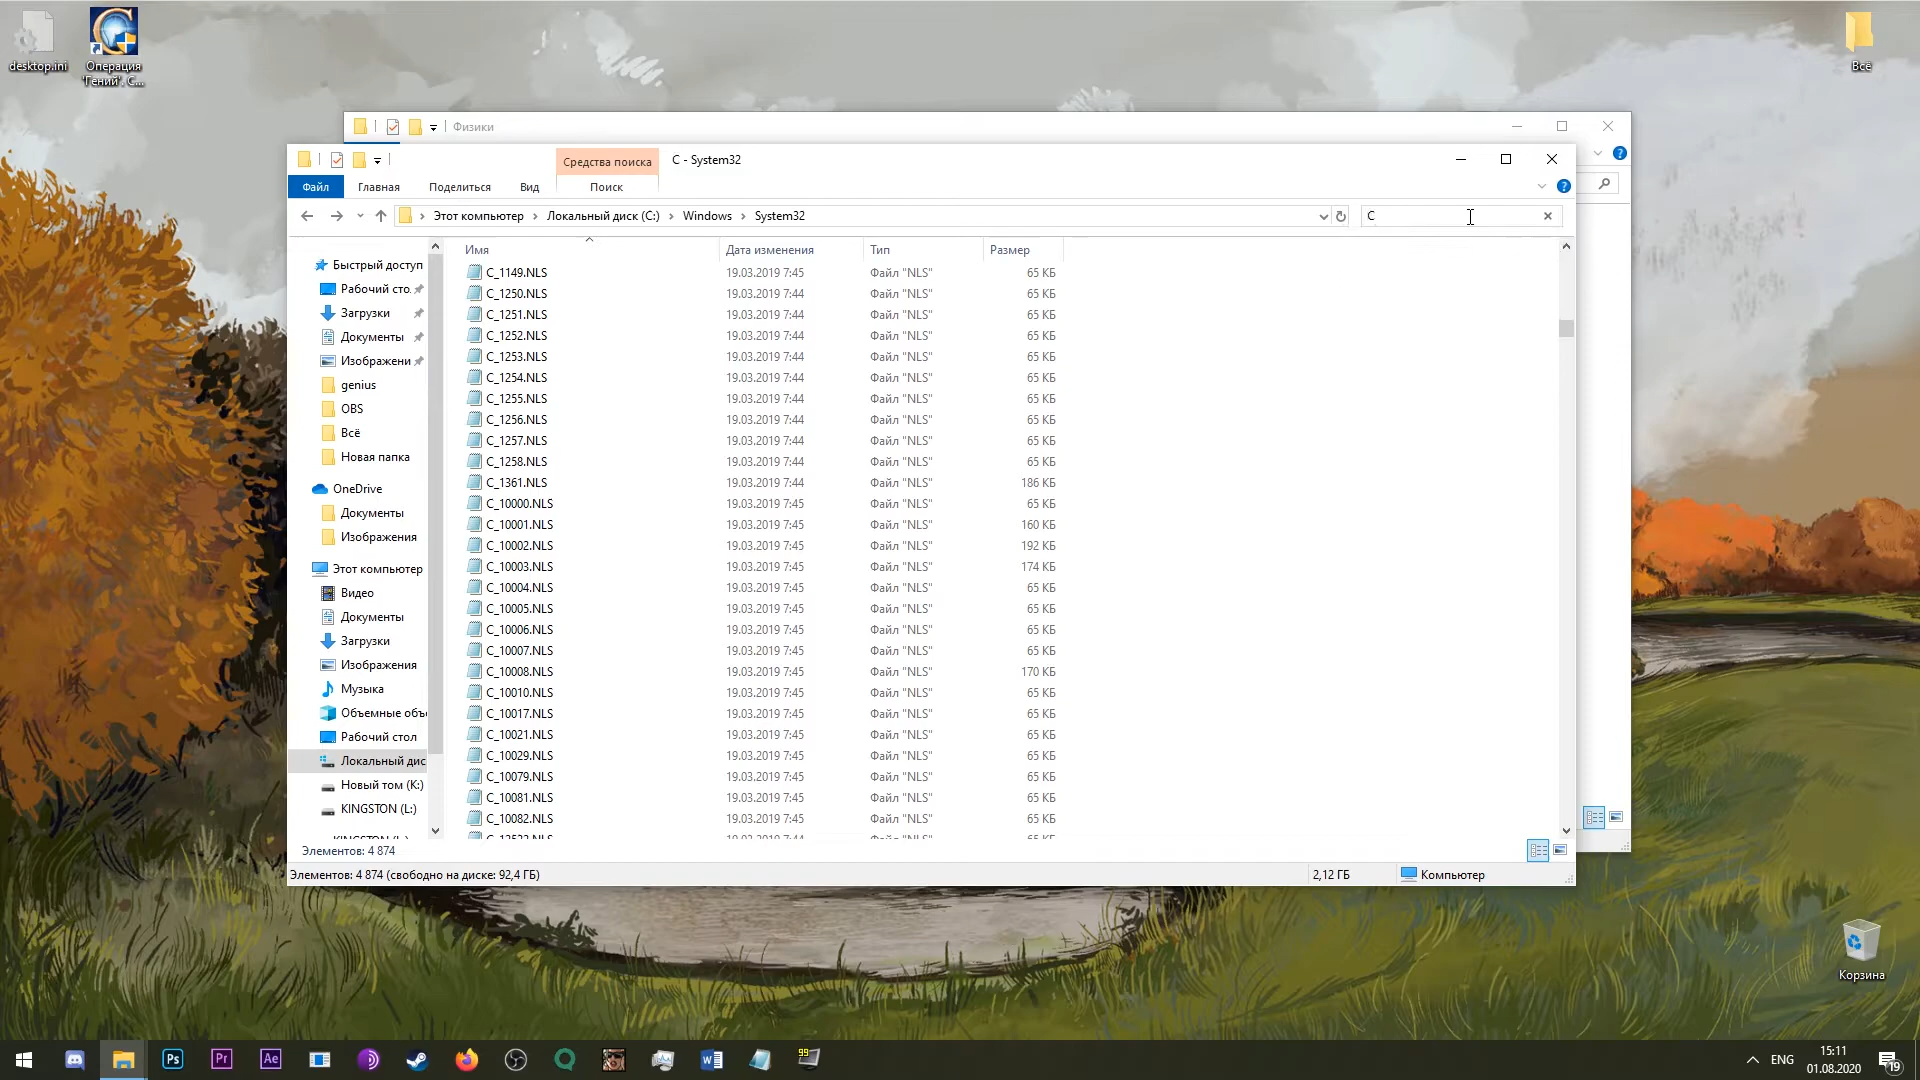 desktop.ini
Операция
'Гений'. С...
Всё
Физики
Средства поиска
C - System32
Файл
Главная
Поделиться
Вид
Поиск
Этот компьютер
Локальный диск (C:)
Windows
System32
C
Имя
Дата изменения
Тип
Размер
Быстрый доступ
Рабочий сто
Загрузки
Документы
Изображени
genius
OBS
Всё
Новая папка
OneDrive
Документы
Изображения
Этот компьютер
Видео
Документы
Загрузки
Изображения
Музыка
Объемные объ
Рабочий стол
Локальный дис
Новый том (K:)
KINGSTON (L:)
C_1149.NLS 19.03.2019 7:45 Файл "NLS" 65 КБ
C_1250.NLS 19.03.2019 7:44 Файл "NLS" 65 КБ
C_1251.NLS 19.03.2019 7:44 Файл "NLS" 65 КБ
C_1252.NLS 19.03.2019 7:44 Файл "NLS" 65 КБ
C_1253.NLS 19.03.2019 7:44 Файл "NLS" 65 КБ
C_1254.NLS 19.03.2019 7:44 Файл "NLS" 65 КБ
C_1255.NLS 19.03.2019 7:44 Файл "NLS" 65 КБ
C_1256.NLS 19.03.2019 7:44 Файл "NLS" 65 КБ
C_1257.NLS 19.03.2019 7:44 Файл "NLS" 65 КБ
C_1258.NLS 19.03.2019 7:44 Файл "NLS" 65 КБ
C_1361.NLS 19.03.2019 7:44 Файл "NLS" 186 КБ
C_10000.NLS 19.03.2019 7:45 Файл "NLS" 65 КБ
C_10001.NLS 19.03.2019 7:45 Файл "NLS" 160 КБ
C_10002.NLS 19.03.2019 7:45 Файл "NLS" 192 КБ
C_10003.NLS 19.03.2019 7:45 Файл "NLS" 174 КБ
C_10004.NLS 19.03.2019 7:45 Файл "NLS" 65 КБ
C_10005.NLS 19.03.2019 7:45 Файл "NLS" 65 КБ
C_10006.NLS 19.03.2019 7:45 Файл "NLS" 65 КБ
C_10007.NLS 19.03.2019 7:45 Файл "NLS" 65 КБ
C_10008.NLS 19.03.2019 7:45 Файл "NLS" 170 КБ
C_10010.NLS 19.03.2019 7:45 Файл "NLS" 65 КБ
C_10017.NLS 19.03.2019 7:45 Файл "NLS" 65 КБ
C_10021.NLS 19.03.2019 7:45 Файл "NLS" 65 КБ
C_10029.NLS 19.03.2019 7:45 Файл "NLS" 65 КБ
C_10079.NLS 19.03.2019 7:45 Файл "NLS" 65 КБ
C_10081.NLS 19.03.2019 7:45 Файл "NLS" 65 КБ
C_10082.NLS 19.03.2019 7:45 Файл "NLS" 65 КБ
Элементов: 4 874
Элементов: 4 874 (свободно на диске: 92,4 ГБ)
2,12 ГБ
Компьютер
Корзина
Ps
Pr
Ae
99
ENG
15:11
01.08.2020
19